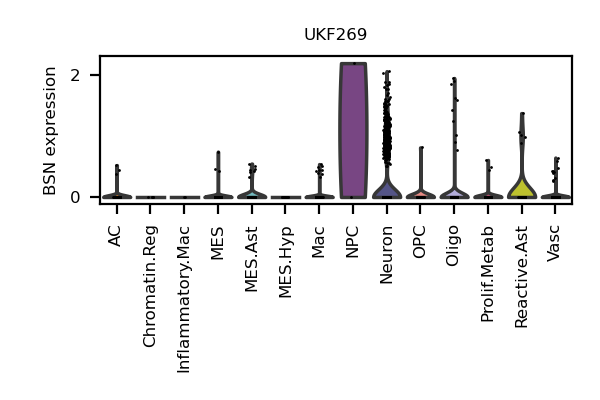 UKF269
BSN expression
2
0
AC
Chromatin.Reg
Inflammatory.Mac
MES
MES.Ast
MES.Hyp
Mac
NPC
Neuron
OPC
Oligo
Prolif.Metab
Reactive.Ast
Vasc